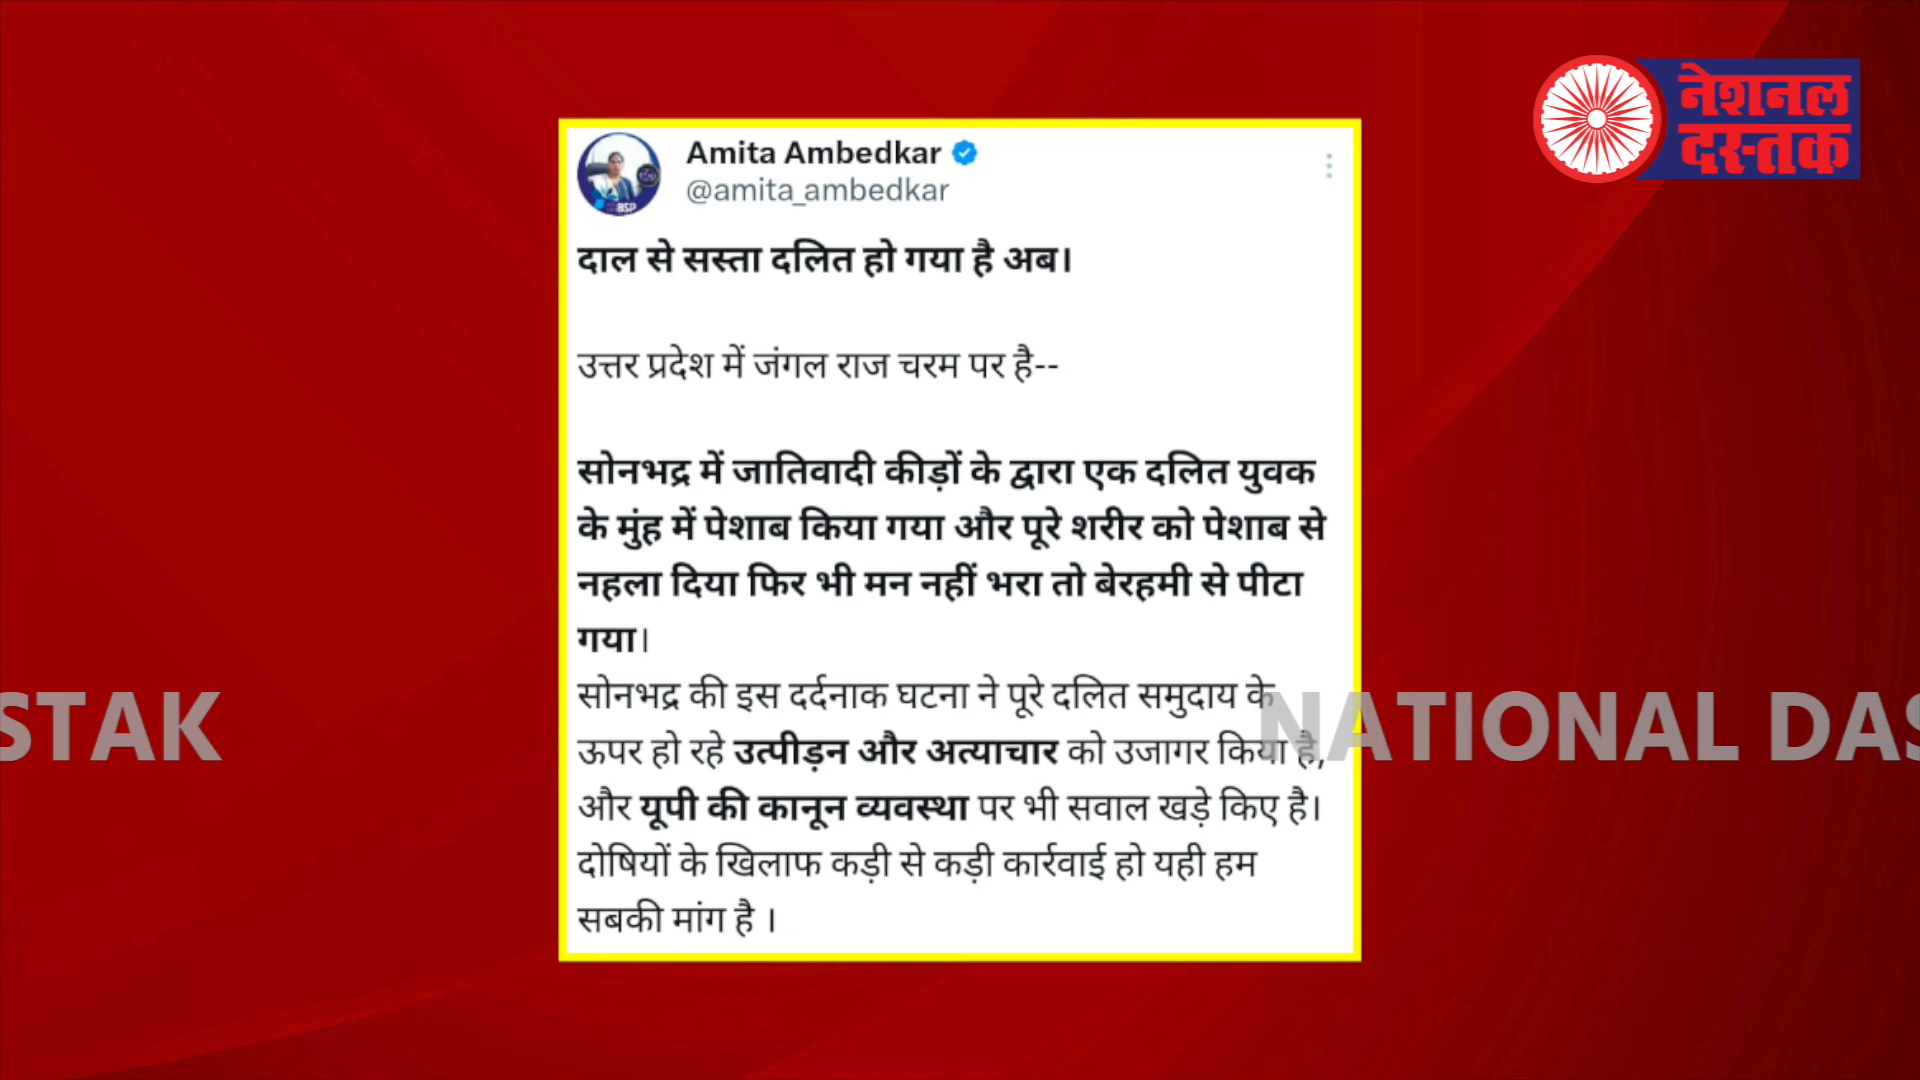 नेशनल
दस्तक
Amita Ambedkar
@amita_ambedkar
BSP
दाल से सस्ता दलित हो गया है अब।
उत्तर प्रदेश में जंगल राज चरम पर है--
सोनभद्र में जातिवादी कीड़ों के द्वारा एक दलित युवक
के मुंह में पेशाब किया गया और पूरे शरीर को पेशाब से
नहला दिया फिर भी मन नहीं भरा तो बेरहमी से पीटा
गया।
सोनभद्र की इस दर्दनाक घटना ने पूरे दलित समुदाय के
ऊपर हो रहे उत्पीड़न और अत्याचार को उजागर किया है,
और यूपी की कानून व्यवस्था पर भी सवाल खड़े किए है।
दोषियों के खिलाफ कड़ी से कड़ी कार्रवाई हो यही हम
सबकी मांग है ।
STAK
NATIONAL DAS